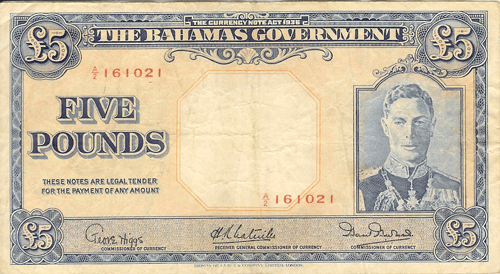 THE CURRENCY NOTE ACT 1936
£5 THE BAHAMAS GOVERNMENT £5
A/2 161021
FIVE
POUNDS
THESE NOTES ARE LEGAL TENDER
FOR THE PAYMENT OF ANY AMOUNT
A/2 161021
George Higgs
COMMISSIONER OF CURRENCY
RECEIVER GENERAL COMMISSIONER OF CURRENCY
COMMISSIONER OF CURRENCY
£5 £5